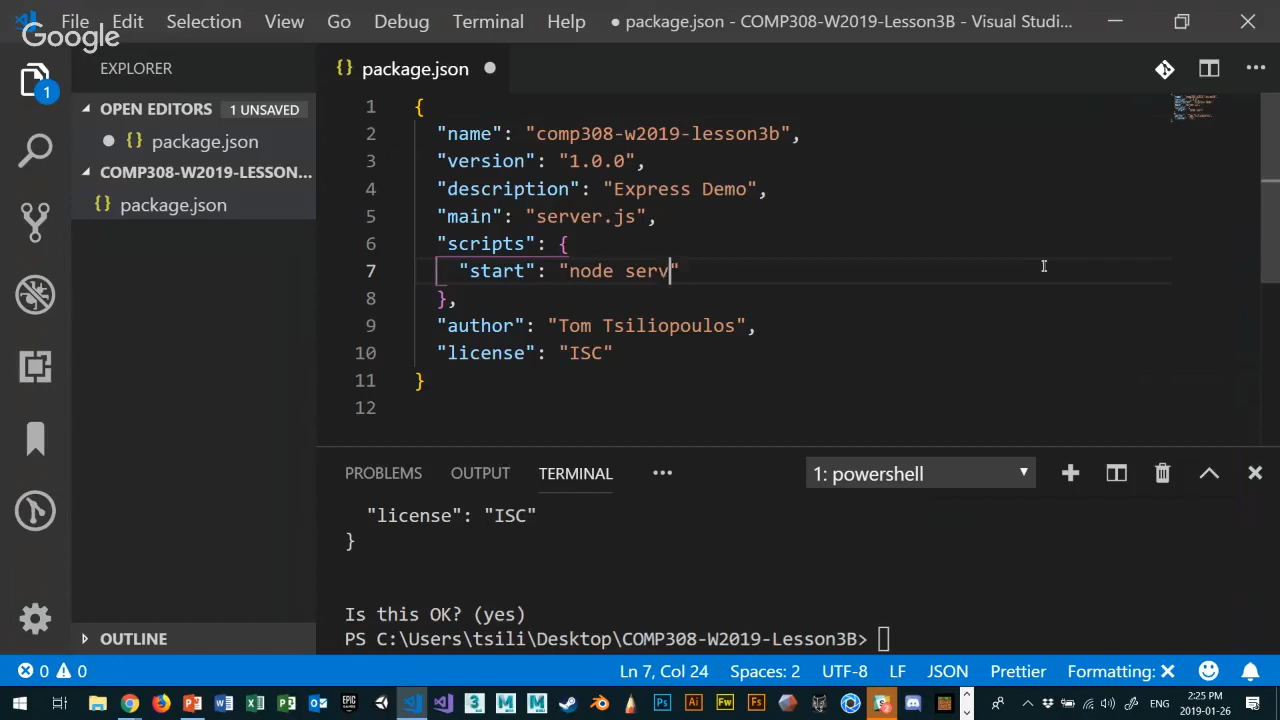 File Edit Selection View Go Debug Terminal Help ● package.json - COMP308-W2019-Lesson3B - Visual Studi...
Google
EXPLORER
1
OPEN EDITORS 1 UNSAVED
{} package.json
COMP308-W2019-LESSON...
{} package.json
OUTLINE
{} package.json
1 {
2 "name": "comp308-w2019-lesson3b",
3 "version": "1.0.0",
4 "description": "Express Demo",
5 "main": "server.js",
6 "scripts": {
7 "start": "node serv"
8 },
9 "author": "Tom Tsiliopoulos",
10 "license": "ISC"
11 }
12
PROBLEMS OUTPUT TERMINAL ••• 1: powershell
"license": "ISC"
}
Is this OK? (yes)
PS C:\Users\tsili\Desktop\COMP308-W2019-Lesson3B>
0 0 Ln 7, Col 24 Spaces: 2 UTF-8 LF JSON Prettier Formatting: ✕
Ps Ai Fw Fs ENG 2:25 PM
2019-01-26